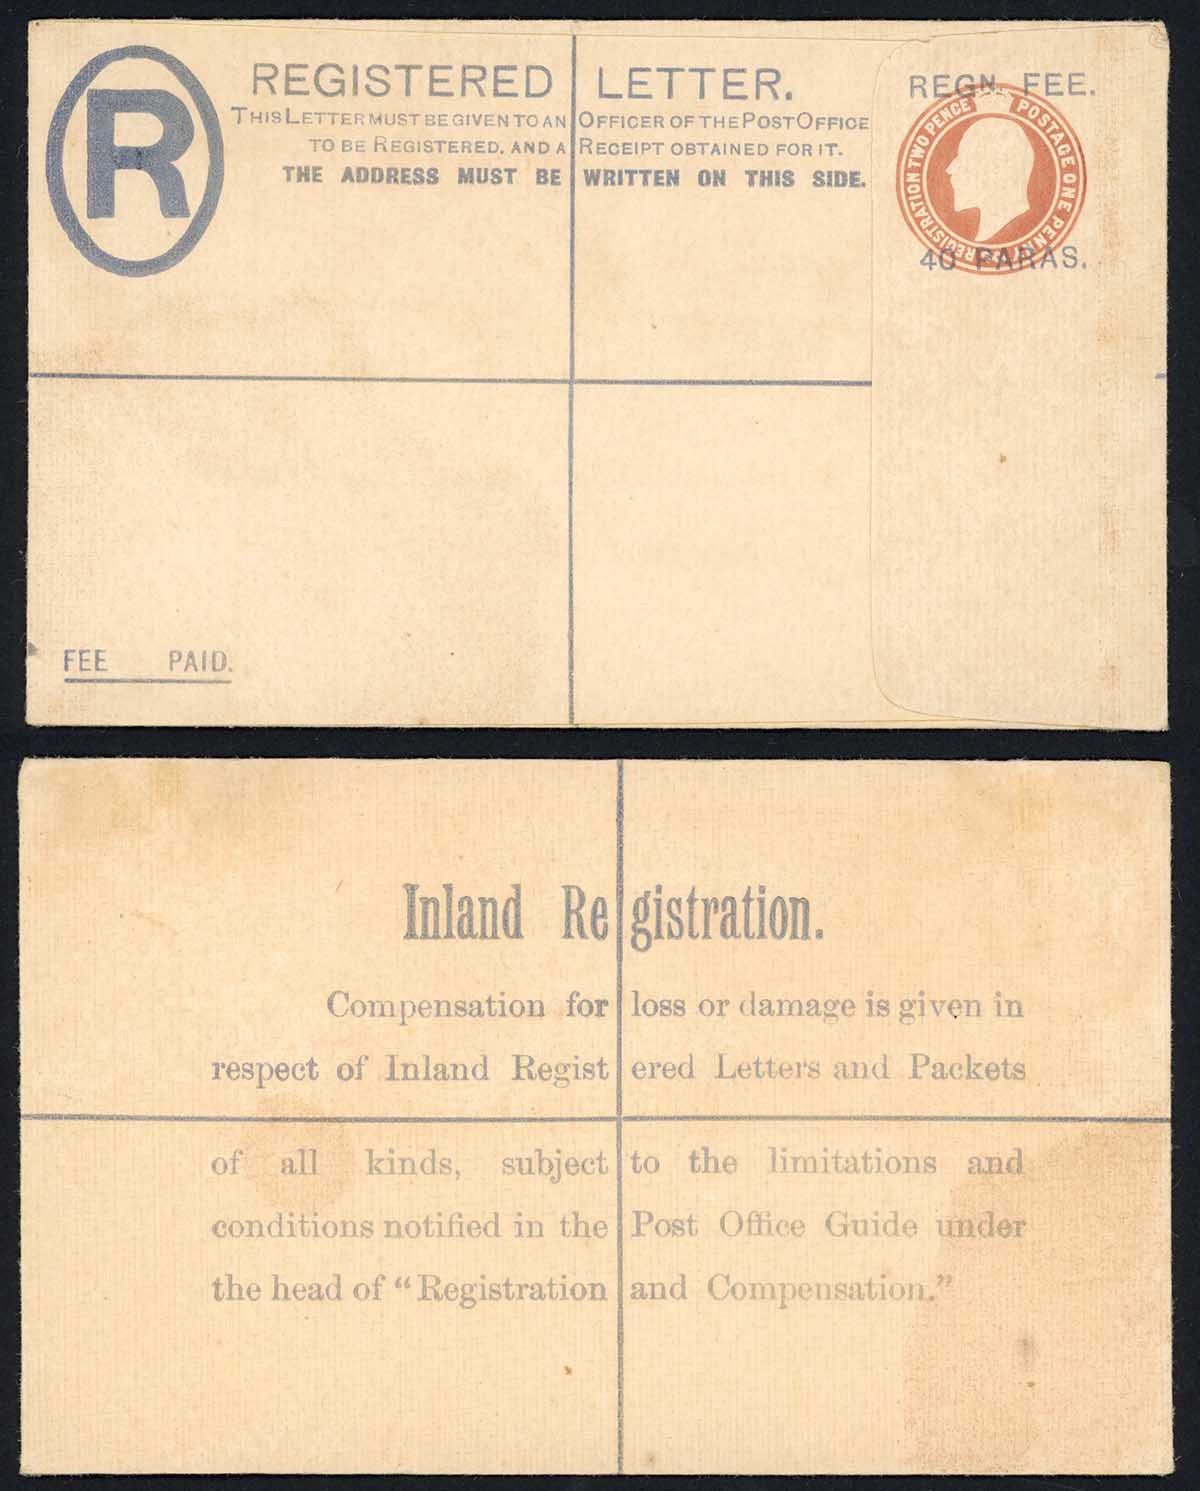 R
REGISTERED LETTER.
THIS LETTER MUST BE GIVEN TO AN OFFICER OF THE POST OFFICE
TO BE REGISTERED, AND A RECEIPT OBTAINED FOR IT.
THE ADDRESS MUST BE WRITTEN ON THIS SIDE.
REGN. FEE.
REGISTRATION TWO PENCE POSTAGE ONE PENNY
40 PARAS.
FEE PAID.
Inland Registration.
Compensation for loss or damage is given in
respect of Inland Registered Letters and Packets
of all kinds, subject to the limitations and
conditions notified in the Post Office Guide under
the head of “Registration and Compensation.”